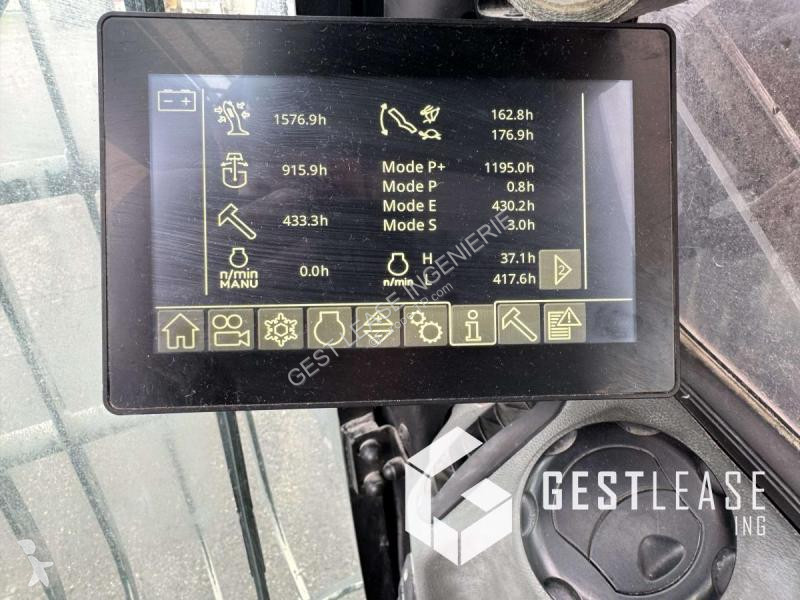 1576.9h
162.8h
176.9h
915.9h
Mode P+ 1195.0h
Mode P 0.8h
Mode E 430.2h
Mode S 3.0h
433.3h
n/min
MANU
0.0h
n/min
H 37.1h
L 417.6h
2
GESTLEASE INGENIERIE
GESTLEASE
ING